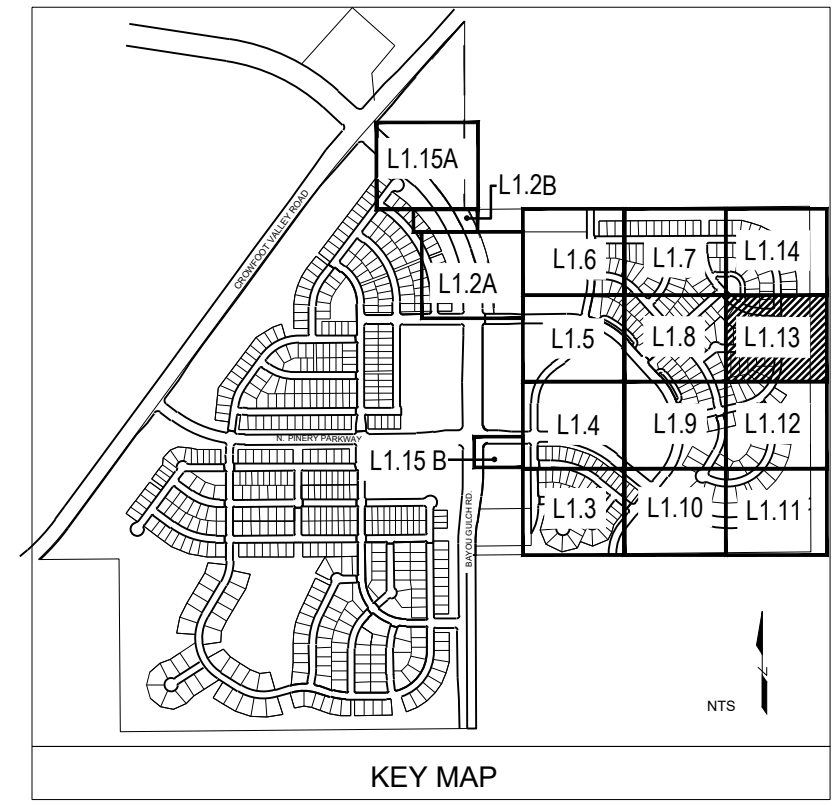 L1.15A
L1.2B
L1.2A
CROWFOOT VALLEY ROAD
L1.6
L1.7
L1.14
L1.5
L1.8
L1.13
L1.4
L1.9
L1.12
N. PINERY PARKWAY
L1.15 B
L1.3
L1.10
L1.11
BAYOU GULCH RD.
NTS
Z
KEY MAP